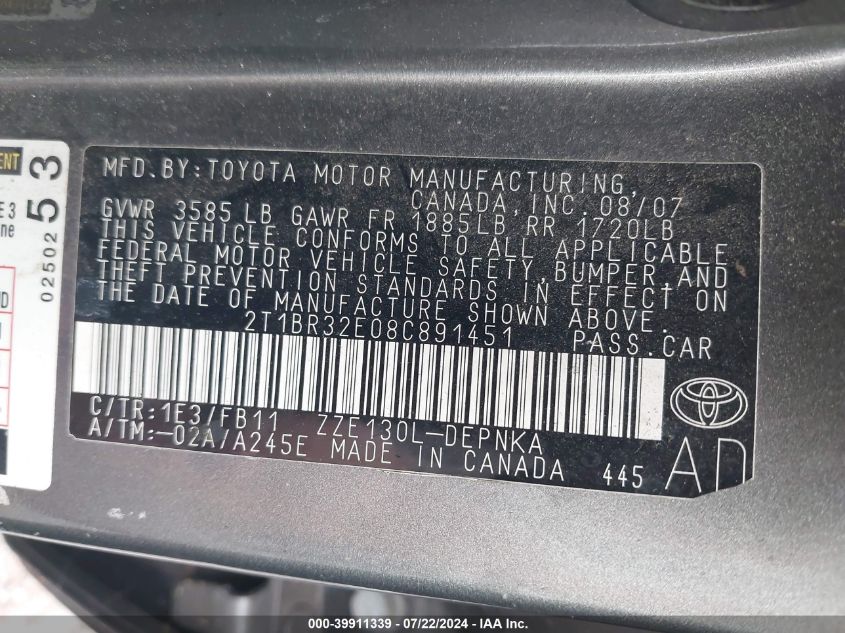 ENT
E3
ne
D
02502 53
MFD.BY:TOYOTA MOTOR MANUFACTURING,
CANADA, INC. 08/07
GVWR 3585 LB GAWR FR 1885LB RR 1720LB
THIS VEHICLE CONFORMS TO ALL APPLICABLE
FEDERAL MOTOR VEHICLE SAFETY, BUMPER, AND
THEFT PREVENTION STANDARDS IN EFFECT ON
THE DATE OF MANUFACTURE SHOWN ABOVE.
2T1BR32E08C891451 PASS.CAR
C/TR:1E3/FB11 ZZE130L-DEPNKA
A/TM:-02A/A245E MADE IN CANADA 445
AD
000-39911339 - 07/22/2024 - IAA Inc.